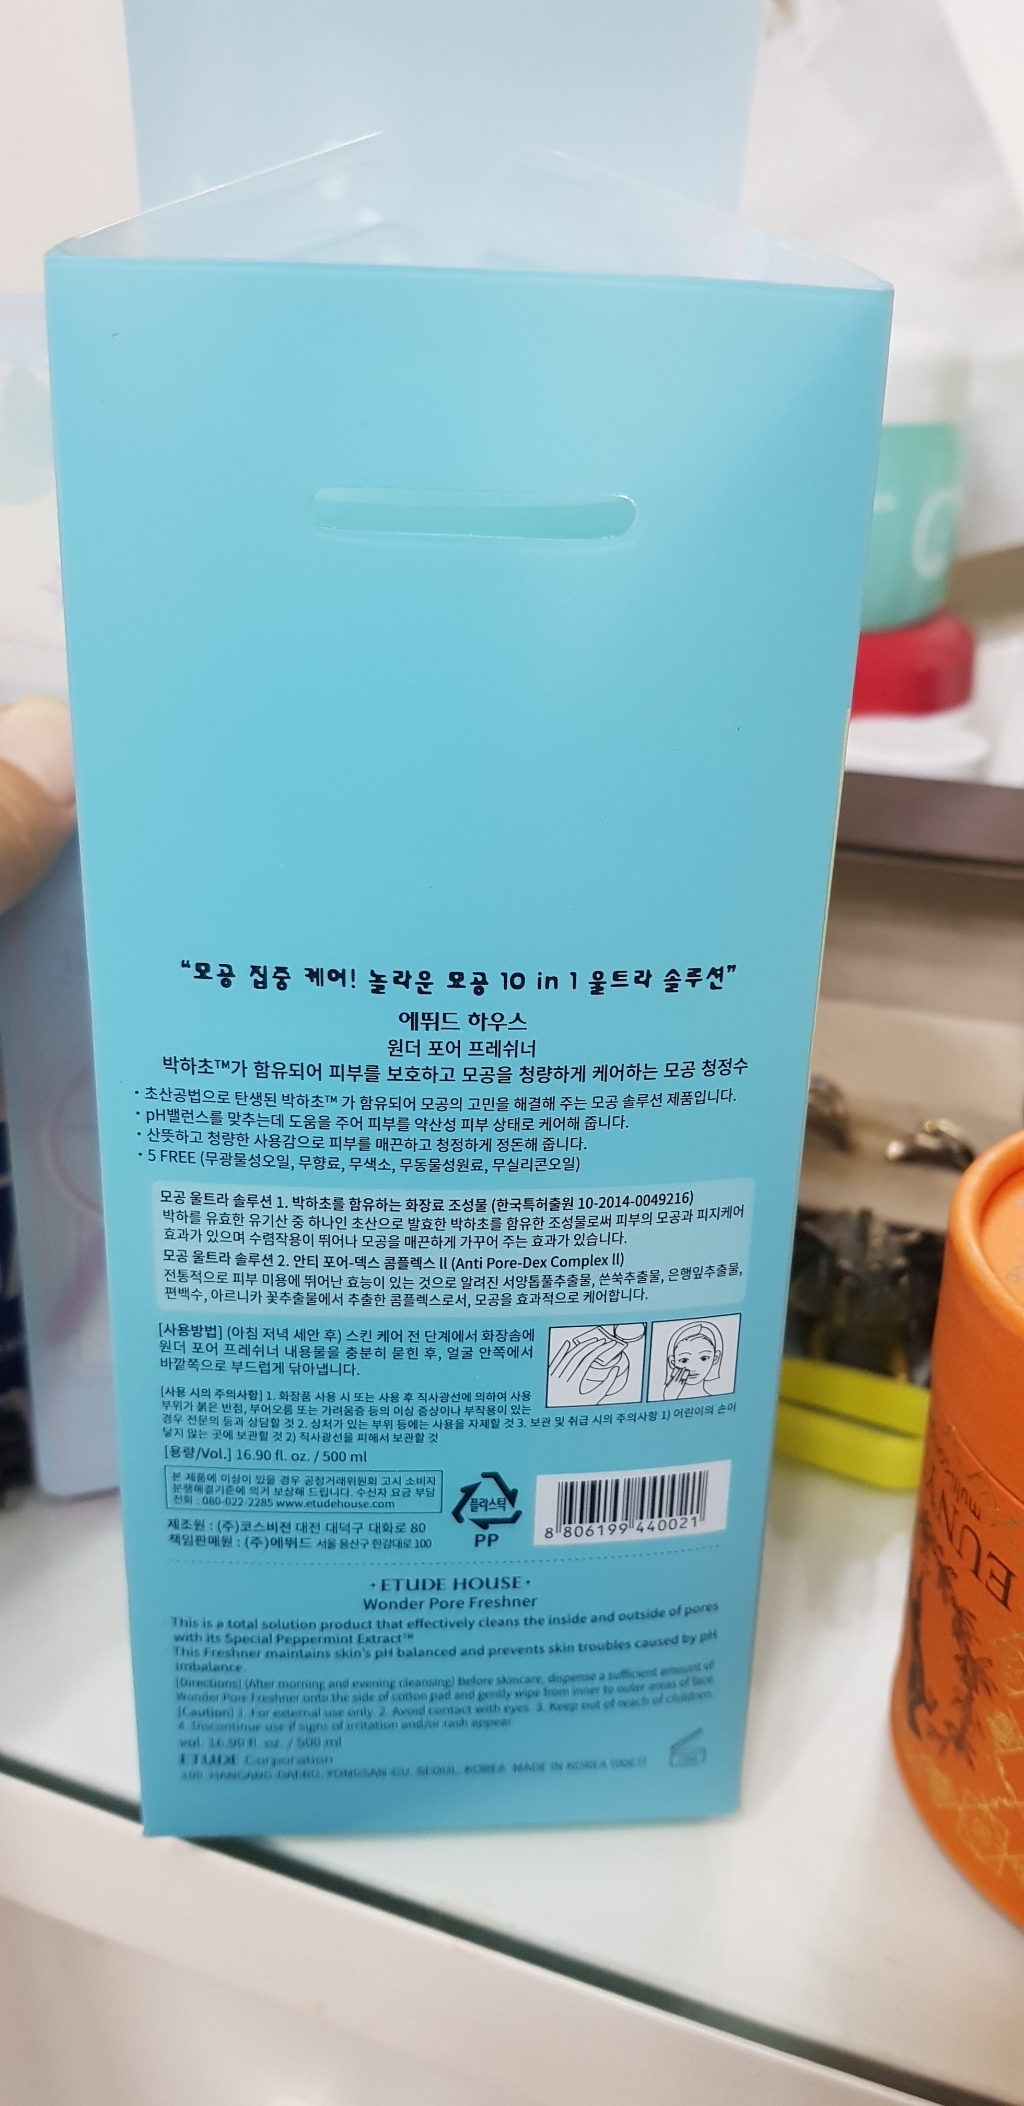 “모공 집중 케어! 놀라운 모공 10 in 1 울트라 솔루션”
에뛰드 하우스
원더 포어 프레쉬너
박하초™가 함유되어 피부를 보호하고 모공을 청량하게 케어하는 모공 청정수
· 초산공법으로 탄생된 박하초™ 가 함유되어 모공의 고민을 해결해 주는 모공 솔루션 제품입니다.
· pH밸런스를 맞추는데 도움을 주어 피부를 약산성 피부 상태로 케어해 줍니다.
· 산뜻하고 청량한 사용감으로 피부를 매끈하고 청정하게 정돈해 줍니다.
· 5 FREE (무광물성오일, 무향료, 무색소, 무동물성원료, 무실리콘오일)
모공 울트라 솔루션 1. 박하초를 함유하는 화장료 조성물 (한국특허출원 10-2014-0049216)
박하를 유효한 유기산 중 하나인 초산으로 발효한 박하초를 함유한 조성물로써 피부의 모공과 피지케어
효과가 있으며 수렴작용이 뛰어나 모공을 매끈하게 가꾸어 주는 효과가 있습니다.
모공 울트라 솔루션 2. 안티 포어-덱스 콤플렉스 ll (Anti Pore-Dex Complex ll)
전통적으로 피부 미용에 뛰어난 효능이 있는 것으로 알려진 서양톱풀추출물, 쓴쑥추출물, 은행잎추출물,
편백수, 아르니카 꽃추출물에서 추출한 콤플렉스로서, 모공을 효과적으로 케어합니다.
[사용방법] (아침 저녁 세안 후) 스킨 케어 전 단계에서 화장솜에
원더 포어 프레쉬너 내용물을 충분히 묻힌 후, 얼굴 안쪽에서
바깥쪽으로 부드럽게 닦아냅니다.
[사용 시의 주의사항] 1. 화장품 사용 시 또는 사용 후 직사광선에 의하여 사용
부위가 붉은 반점, 부어오름 또는 가려움증 등의 이상 증상이나 부작용이 있는
경우 전문의 등과 상담할 것 2. 상처가 있는 부위 등에는 사용을 자제할 것 3. 보관 및 취급 시의 주의사항 1) 어린이의 손이
닿지 않는 곳에 보관할 것 2) 직사광선을 피해서 보관할 것
[용량/Vol.] 16.90 fl. oz. / 500 ml
본 제품에 이상이 있을 경우 공정거래위원회 고시 소비자
분쟁해결기준에 의거 보상해 드립니다. 수신자 요금 부담
전화 : 080-022-2285 www.etudehouse.com
플라스틱
PP
8 806199 440021
제조원 : (주)코스비전 대전 대덕구 대화로 80
책임판매원 : (주)에뛰드 서울 용산구 한강대로 100
· ETUDE HOUSE ·
Wonder Pore Freshner
· This is a total solution product that effectively cleans the inside and outside of pores
with its Special Peppermint Extract™
· This Freshner maintains skin's pH balanced and prevents skin troubles caused by pH
imbalance.
[Directions] (After morning and evening cleansing) Before skincare, dispense a sufficient amount of
Wonder Pore Freshner onto the side of cotton pad and gently wipe from inner to outer areas of face.
[Caution] 1. For external use only. 2. Avoid contact with eyes. 3. Keep out of reach of children.
4. Discontinue use if signs of irritation and/or rash appear.
vol. 16.90 fl. oz. / 500 ml
ETUDE Corporation
100, HANGANG-DAERO, YONGSAN-GU, SEOUL, KOREA MADE IN KOREA
EUN